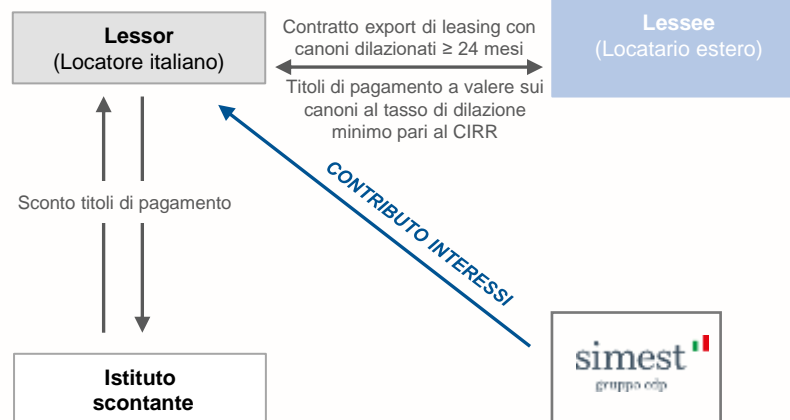 Lessor
(Locatore italiano)
Contratto export di leasing con
canoni dilazionati ≥ 24 mesi
Titoli di pagamento a valere sui
canoni al tasso di dilazione
minimo pari al CIRR
Lessee
(Locatario estero)
Sconto titoli di pagamento
CONTRIBUTO INTERESSI
Istituto
scontante
simest
gruppo cdp